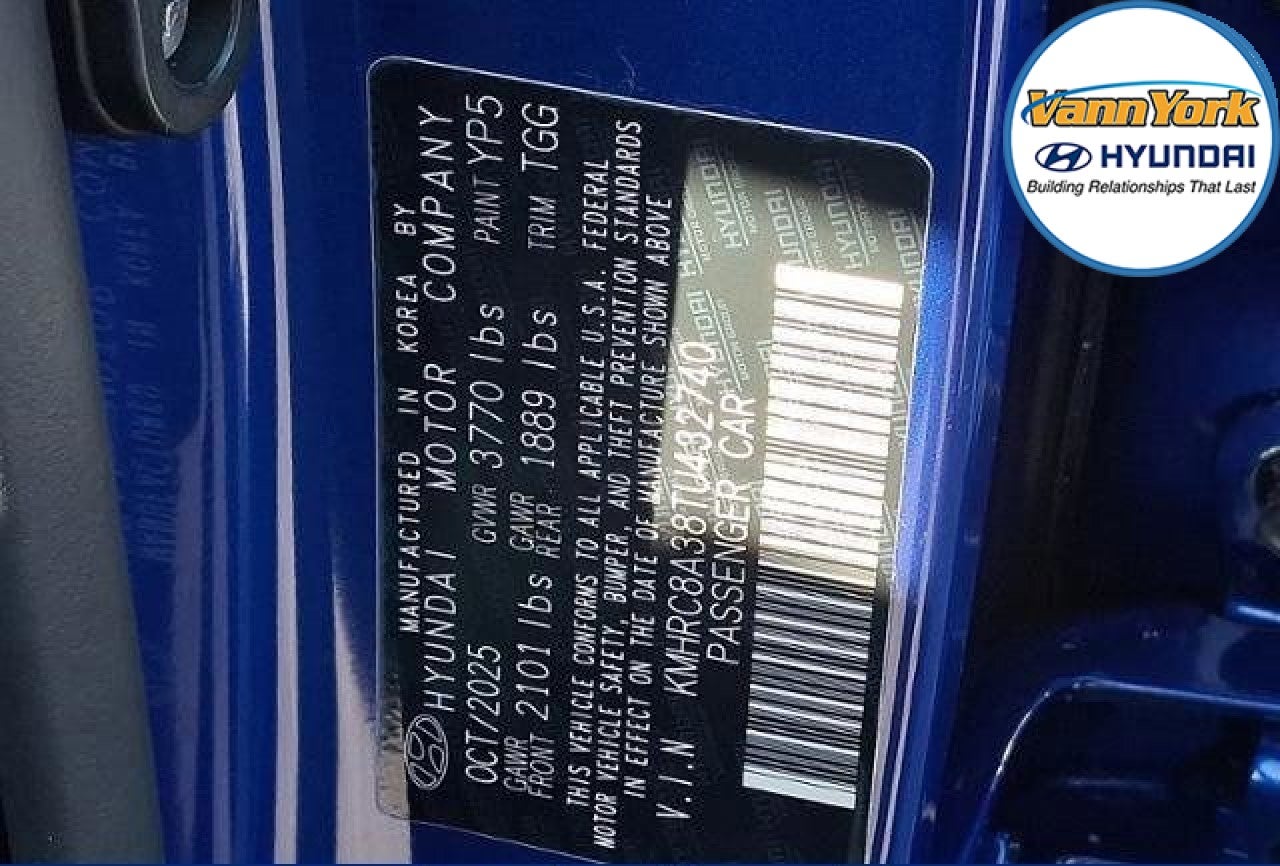 MANUFACTURED IN KOREA BY
HYUNDAI MOTOR COMPANY
OCT/2025 GVWR 3770 lbs PAINT YP5
GAWR FRONT 2101 lbs GAWR REAR 1889 lbs TRIM TGG
THIS VEHICLE CONFORMS TO ALL APPLICABLE U.S.A. FEDERAL
MOTOR VEHICLE SAFETY, BUMPER, AND THEFT PREVENTION STANDARDS
IN EFFECT ON THE DATE OF MANUFACTURE SHOWN ABOVE
V.I.N KMHRC8A38TU432740
PASSENGER CAR
HYUNDAI
VannYork
HYUNDAI
Building Relationships That Last